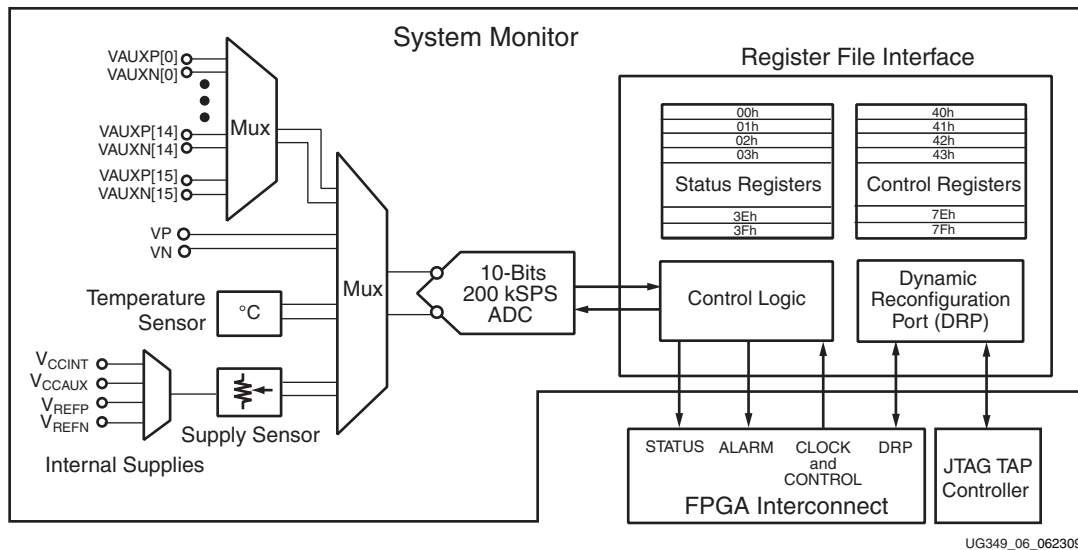 System Monitor
VAUXP[0]
VAUXN[0]
VAUXP[14]
VAUXN[14]
VAUXP[15]
VAUXN[15]
Mux
VP
VN
Temperature
Sensor
°C
VCCINT
VCCAUX
VREFP
VREFN
Internal Supplies
Supply Sensor
Mux
10-Bits
200 kSPS
ADC
Register File Interface
00h
01h
02h
03h
Status Registers
3Eh
3Fh
40h
41h
42h
43h
Control Registers
7Eh
7Fh
Control Logic
Dynamic
Reconfiguration
Port (DRP)
STATUS
ALARM
CLOCK
and
CONTROL
DRP
FPGA Interconnect
JTAG TAP
Controller
UG349_06_062309